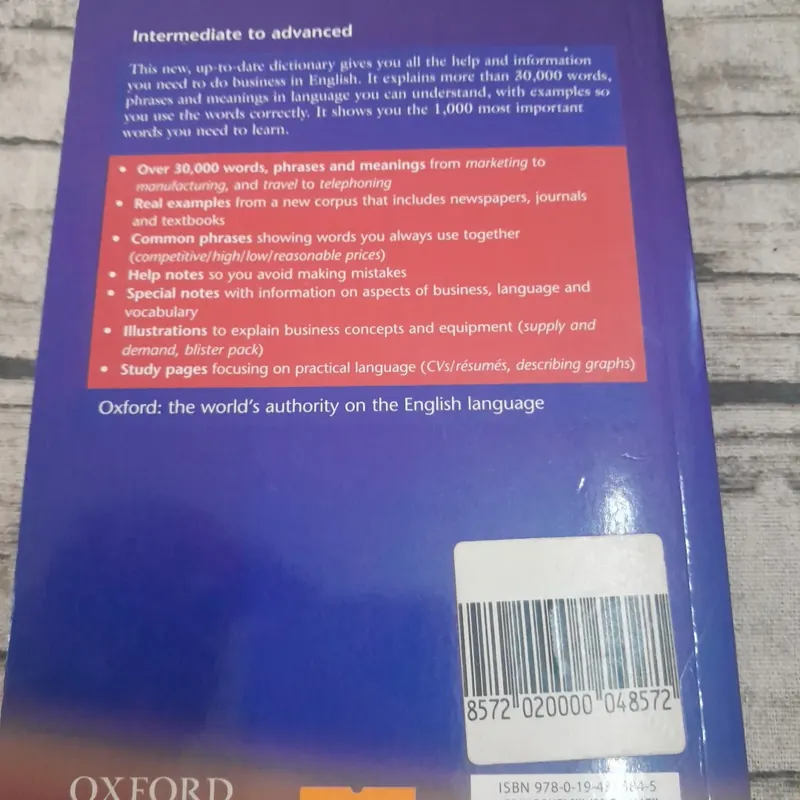 Intermediate to advanced
This new, up-to-date dictionary gives you all the help and information
you need to do business in English. It explains more than 30,000 words,
phrases and meanings in language you can understand, with examples so
you use the words correctly. It shows you the 1,000 most important
words you need to learn.
• Over 30,000 words, phrases and meanings from marketing to
manufacturing, and travel to telephoning
• Real examples from a new corpus that includes newspapers, journals
and textbooks
• Common phrases showing words you always use together
(competitive/high/low/reasonable prices)
• Help notes so you avoid making mistakes
• Special notes with information on aspects of business, language and
vocabulary
• Illustrations to explain business concepts and equipment (supply and
demand, blister pack)
• Study pages focusing on practical language (CVs/résumés, describing graphs)
Oxford: the world's authority on the English language
8572 020000 048572
ISBN 978-0-19-
OXFORD